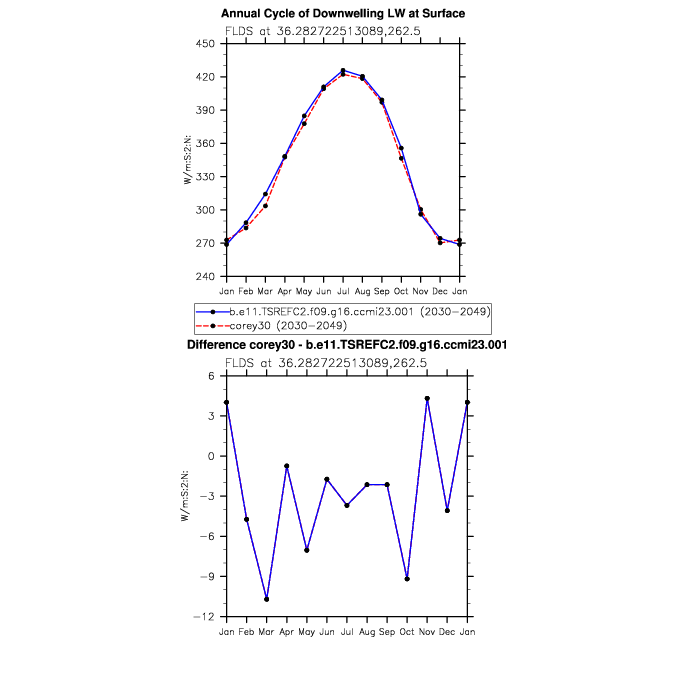 Annual Cycle of Downwelling LW at Surface
FLDS at 36.282722513089,262.5
450
420
390
360
330
300
270
240
W/m:S:2:N:
Jan Feb Mar Apr May Jun Jul Aug Sep Oct Nov Dec Jan
b.e11.TSREFC2.f09.g16.ccmi23.001 (2030-2049)
corey30 (2030-2049)
Difference corey30 - b.e11.TSREFC2.f09.g16.ccmi23.001
FLDS at 36.282722513089,262.5
6
3
0
-3
-6
-9
-12
W/m:S:2:N:
Jan Feb Mar Apr May Jun Jul Aug Sep Oct Nov Dec Jan